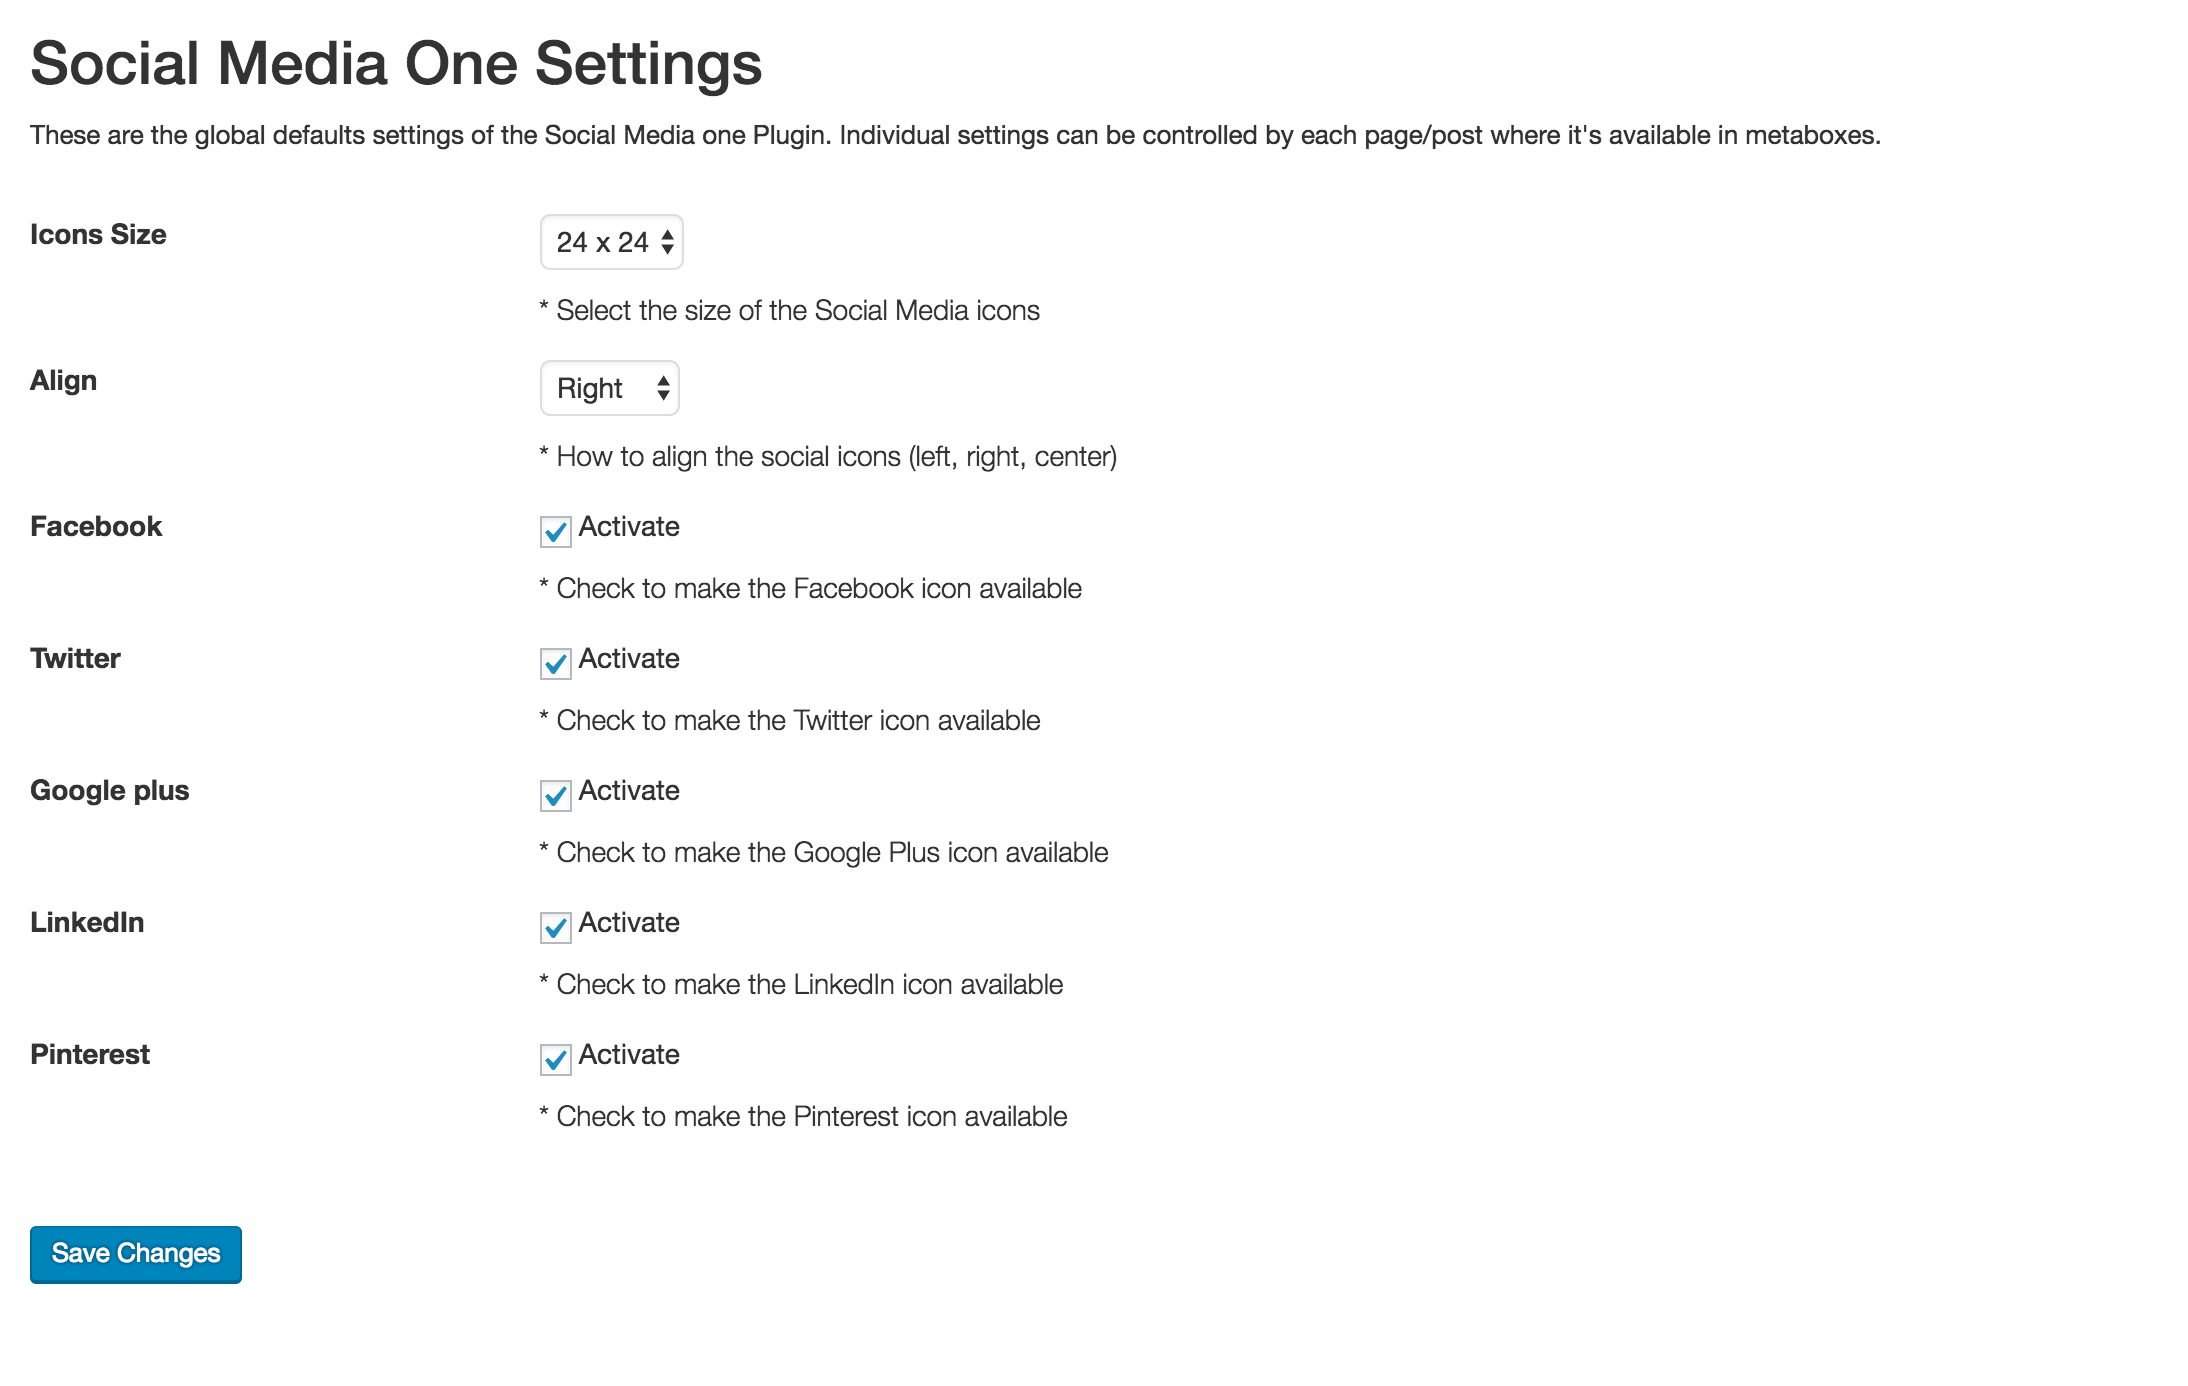 Social Media One Settings
These are the global defaults settings of the Social Media one Plugin. Individual settings can be controlled by each page/post where it's available in metaboxes.
Icons Size
24 x 24
* Select the size of the Social Media icons
Align
Right
* How to align the social icons (left, right, center)
Facebook
Activate
* Check to make the Facebook icon available
Twitter
Activate
* Check to make the Twitter icon available
Google plus
Activate
* Check to make the Google Plus icon available
LinkedIn
Activate
* Check to make the LinkedIn icon available
Pinterest
Activate
* Check to make the Pinterest icon available
Save Changes